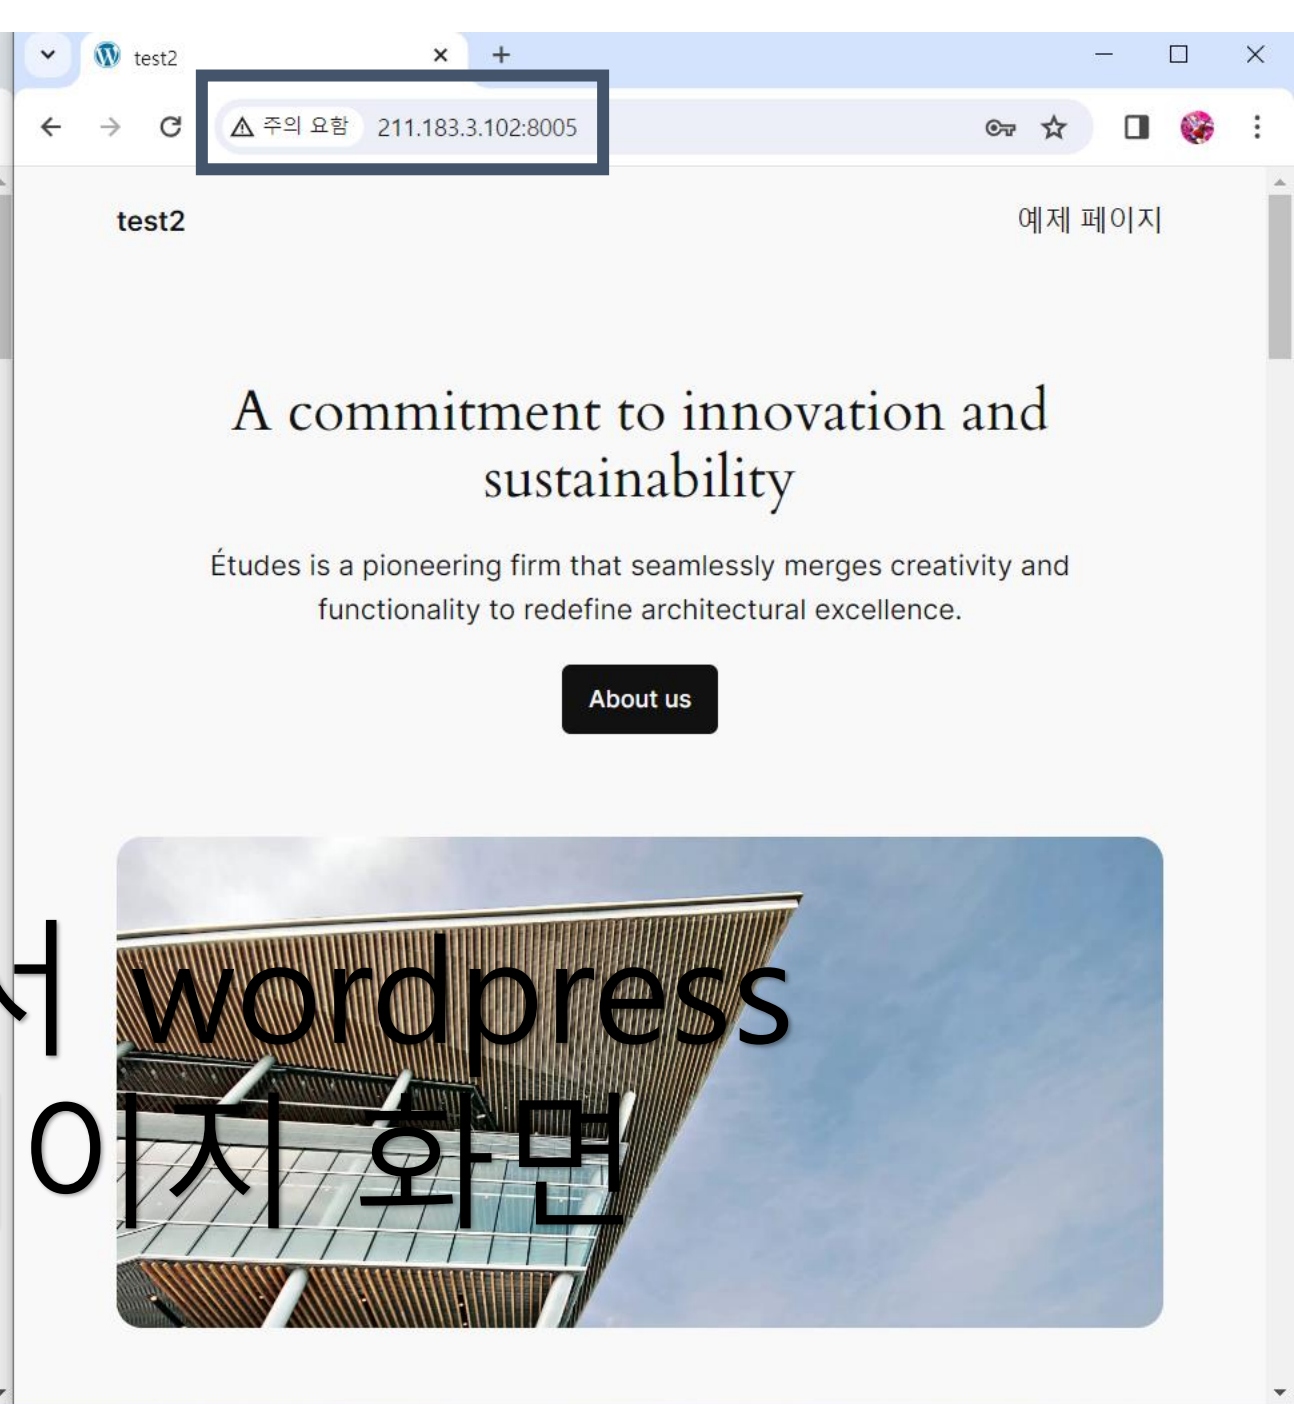 test2
주의 요함 211.183.3.102:8005
test2
예제 페이지
A commitment to innovation and
sustainability
Études is a pioneering firm that seamlessly merges creativity and
functionality to redefine architectural excellence.
About us
서 wordpress
이지 화면